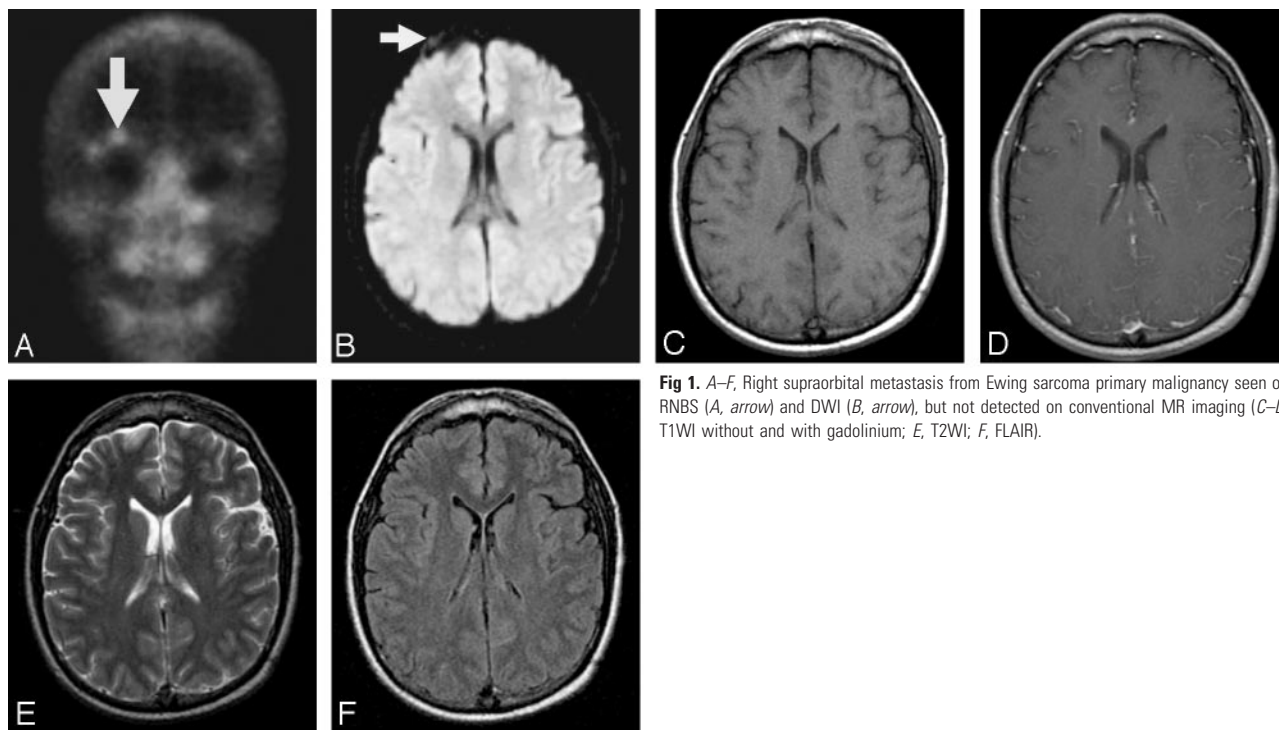 A
B
C
D
Fig 1. A–F, Right supraorbital metastasis from Ewing sarcoma primary malignancy seen o
RNBS (A, arrow) and DWI (B, arrow), but not detected on conventional MR imaging (C–
T1WI without and with gadolinium; E, T2WI; F, FLAIR).
E
F